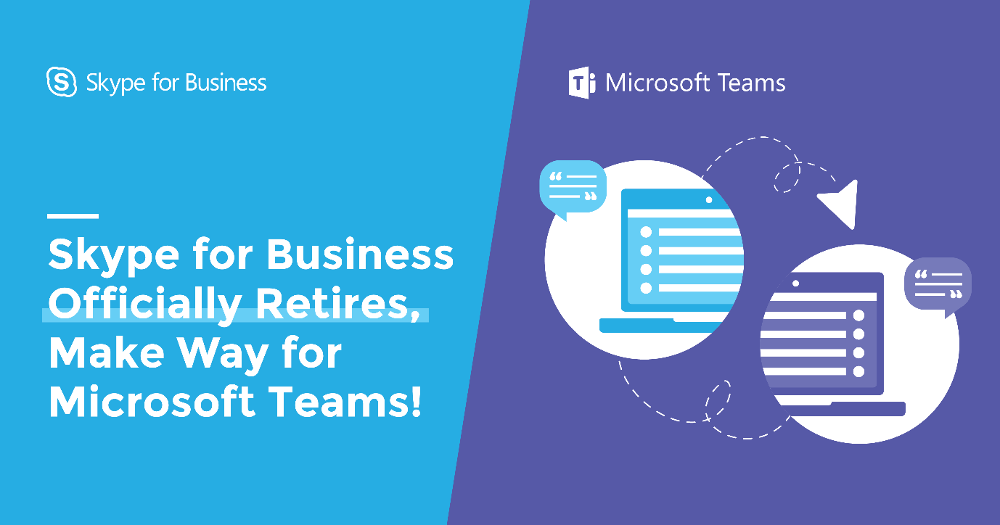 Skype for Business
Microsoft Teams
Skype for Business
Officially Retires,
Make Way for
Microsoft Teams!